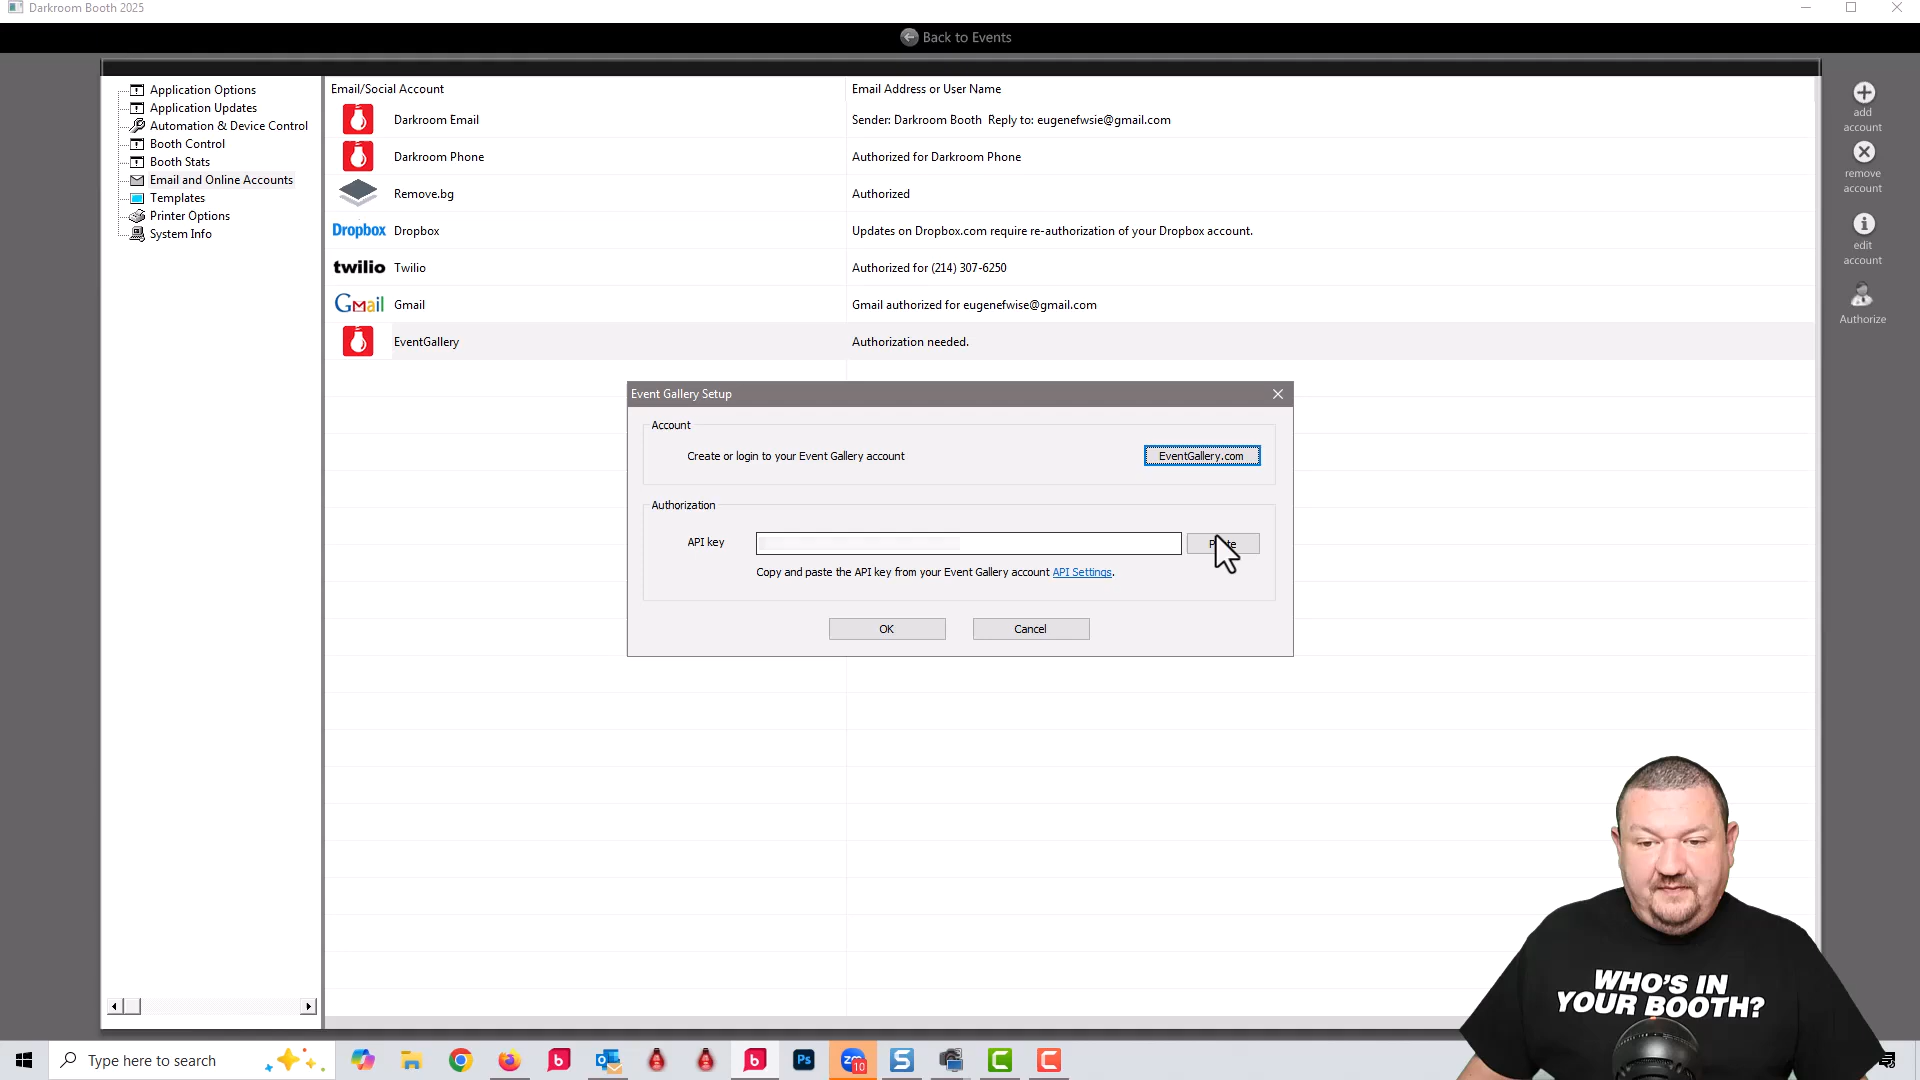 Darkroom Booth 2025
Back to Events
Application Options
Application Updates
Automation & Device Control
Booth Control
Booth Stats
Email and Online Accounts
Templates
Printer Options
System Info
Email/Social Account
Email Address or User Name
Darkroom Email
Sender: Darkroom Booth Reply to: eugenefwsie@gmail.com
Darkroom Phone
Authorized for Darkroom Phone
Remove.bg
Authorized
Dropbox Dropbox
Updates on Dropbox.com require re-authorization of your Dropbox account.
twilio Twilio
Authorized for (214) 307-6250
Gmail Gmail
Gmail authorized for eugenefwise@gmail.com
EventGallery
Authorization needed.
add
account
remove
account
edit
account
Authorize
Event Gallery Setup
Account
Create or login to your Event Gallery account
EventGallery.com
Authorization
API key
Copy and paste the API key from your Event Gallery account API Settings.
OK
Cancel
WHO'S IN
YOUR BOOTH?
Type here to search
b
b
Ps
zm
10
S
C
C